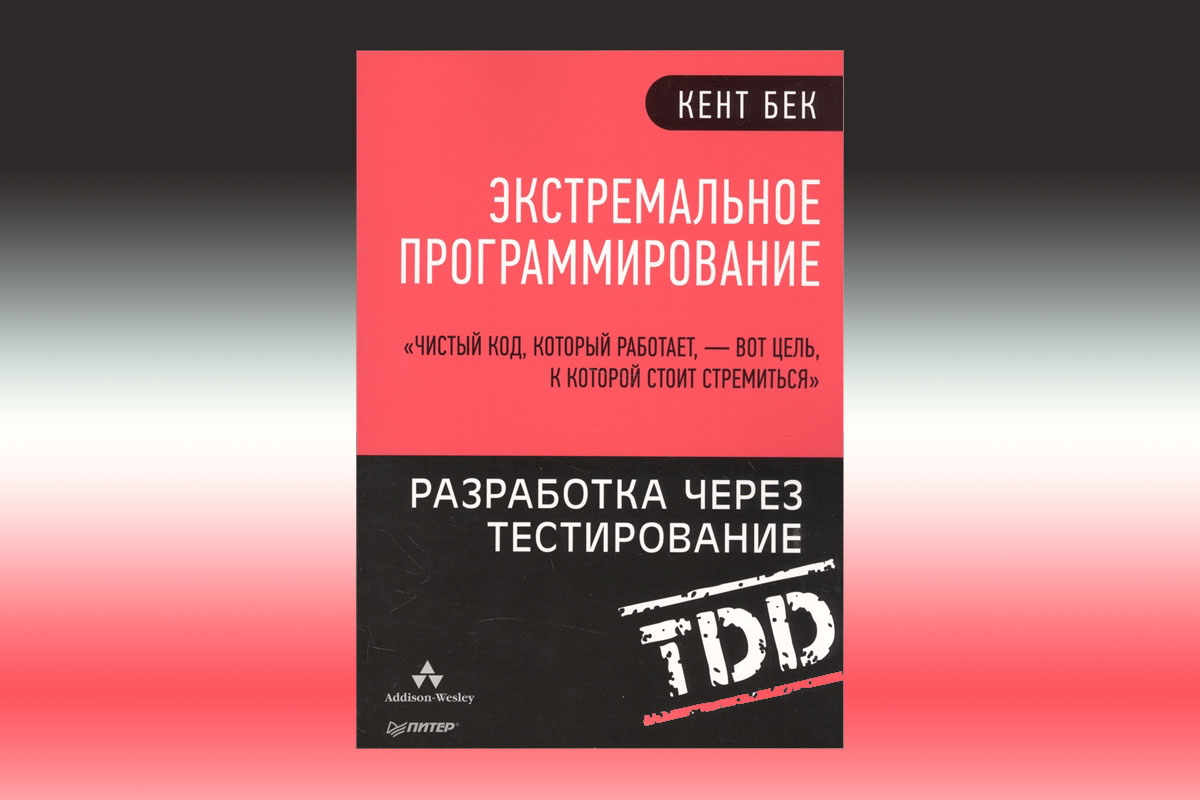 КЕНТ БЕК
ЭКСТРЕМАЛЬНОЕ
ПРОГРАММИРОВАНИЕ
«ЧИСТЫЙ КОД, КОТОРЫЙ РАБОТАЕТ, — ВОТ ЦЕЛЬ,
К КОТОРОЙ СТОИТ СТРЕМИТЬСЯ»
РАЗРАБОТКА ЧЕРЕЗ
ТЕСТИРОВАНИЕ
TDD
Addison-Wesley
ПИТЕР®